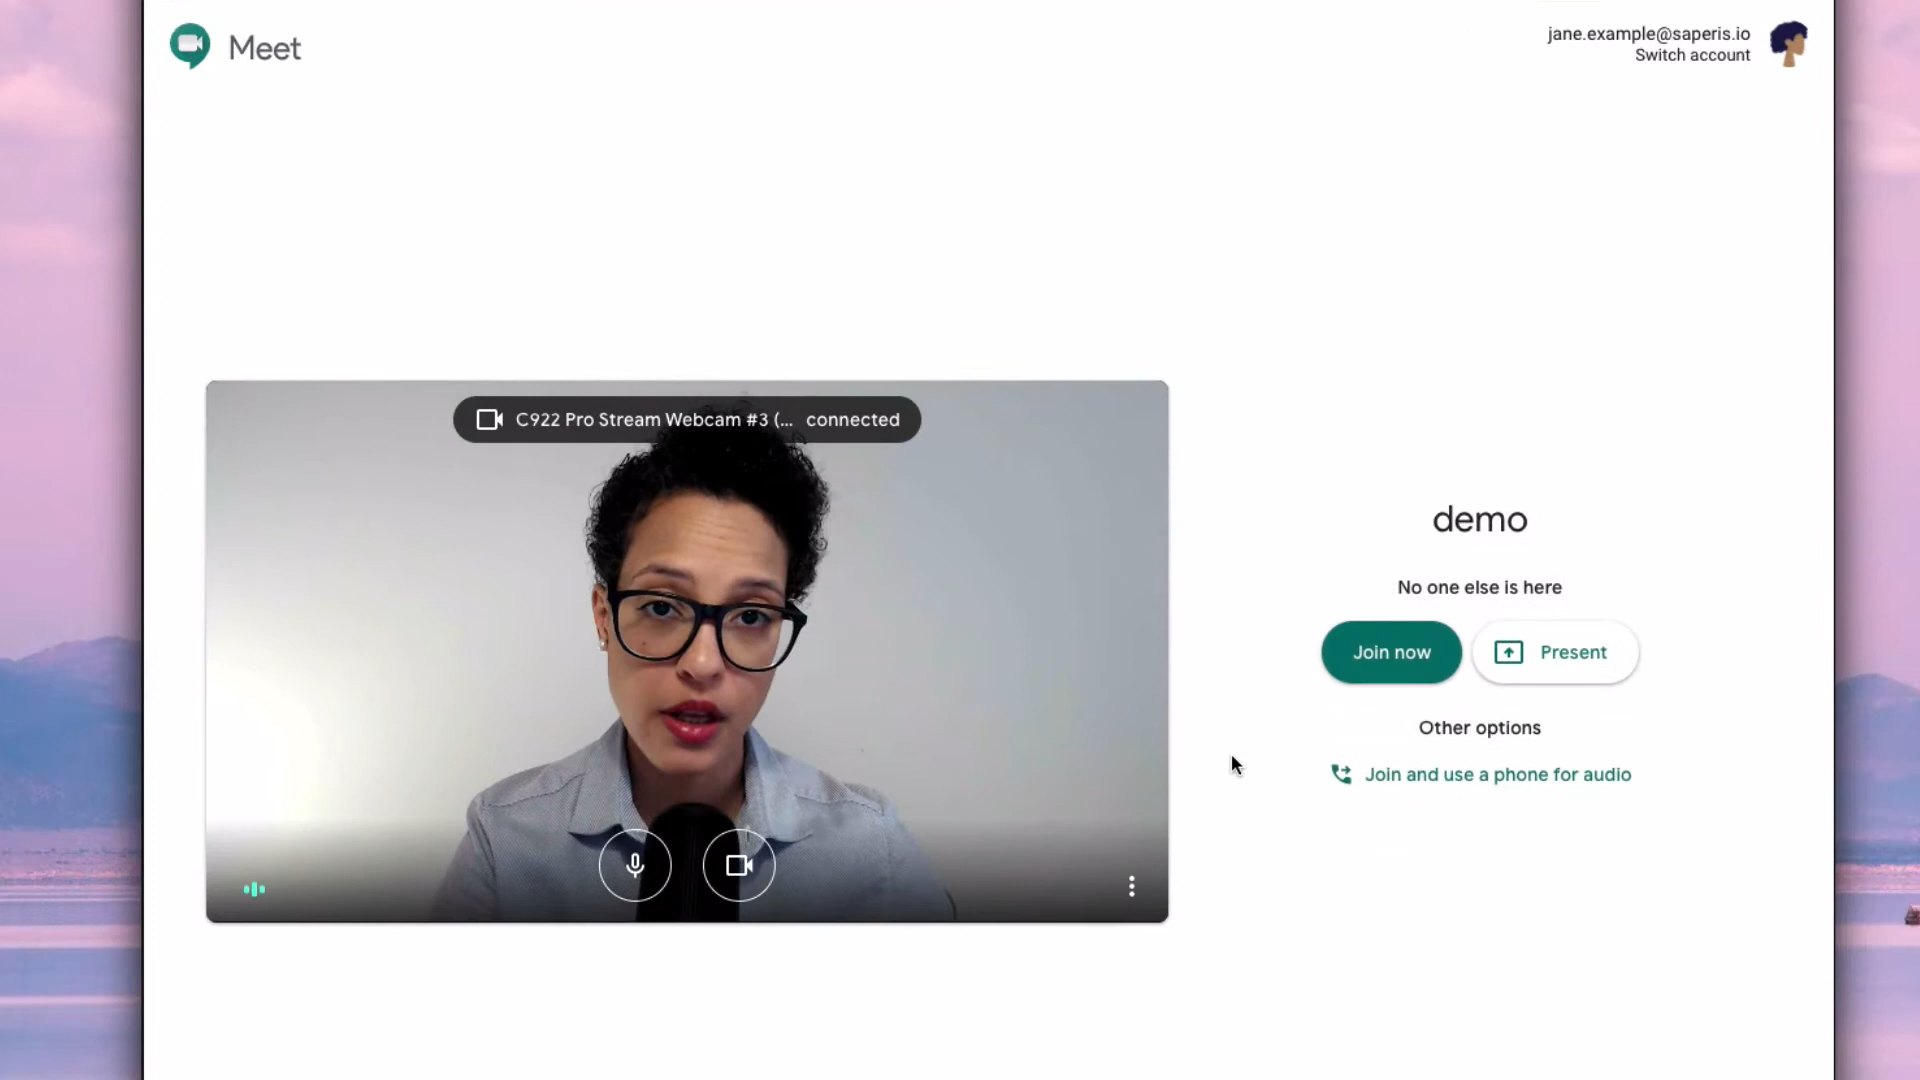 Meet
jane.example@saperis.io
Switch account
C922 Pro Stream Webcam #3 (... connected
demo
No one else is here
Join now
Present
Other options
Join and use a phone for audio